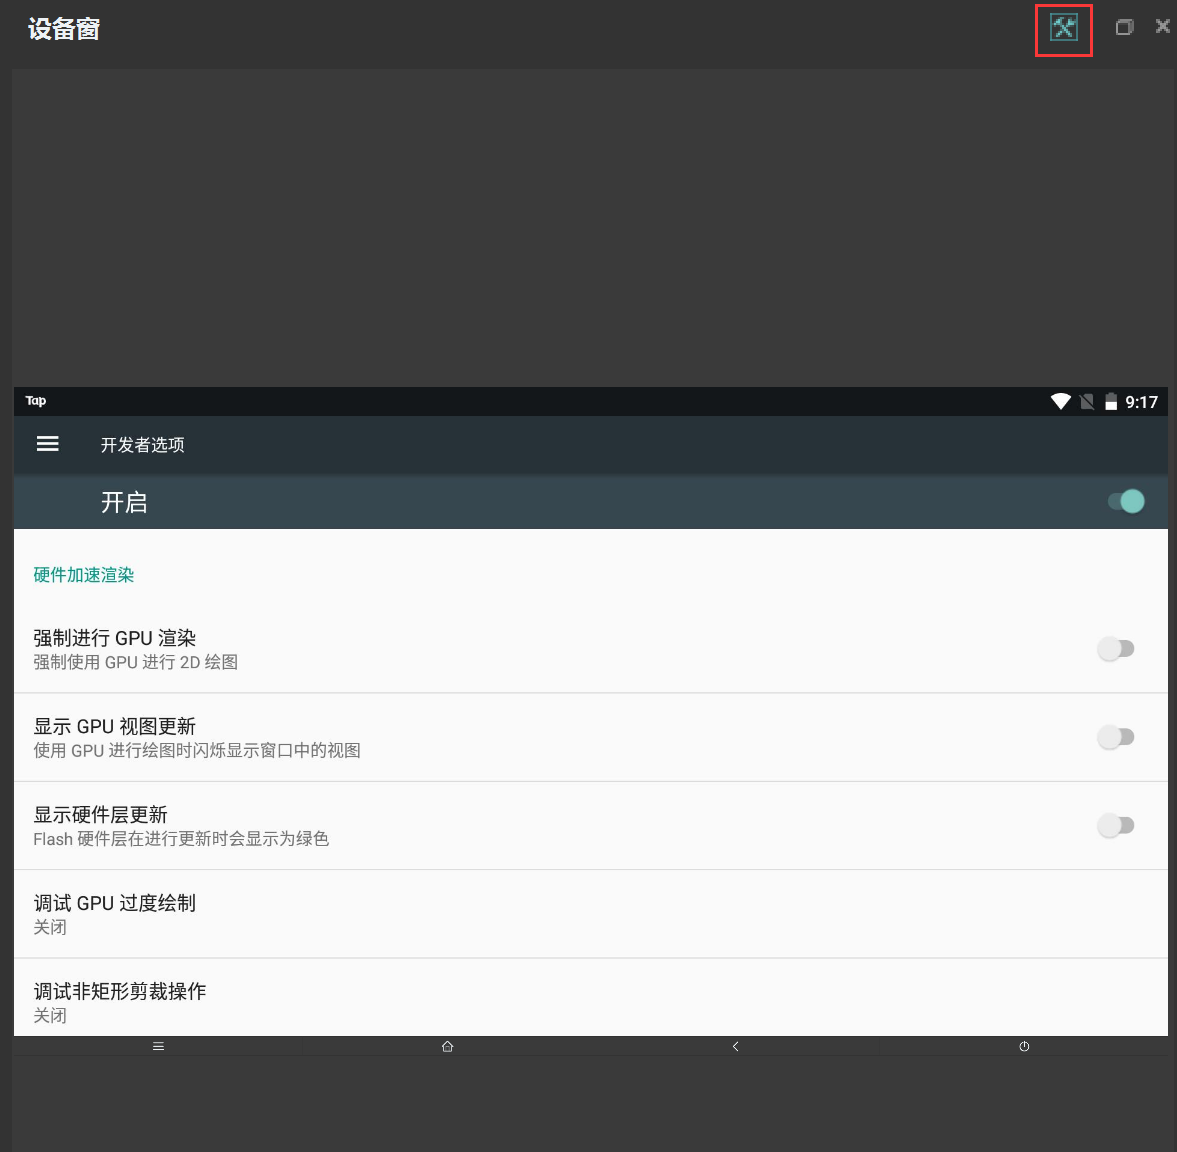 设备窗
Tap
9:17
开发者选项
开启
硬件加速渲染
强制进行 GPU 渲染
强制使用 GPU 进行 2D 绘图
显示 GPU 视图更新
使用 GPU 进行绘图时闪烁显示窗口中的视图
显示硬件层更新
Flash 硬件层在进行更新时会显示为绿色
调试 GPU 过度绘制
关闭
调试非矩形剪裁操作
关闭